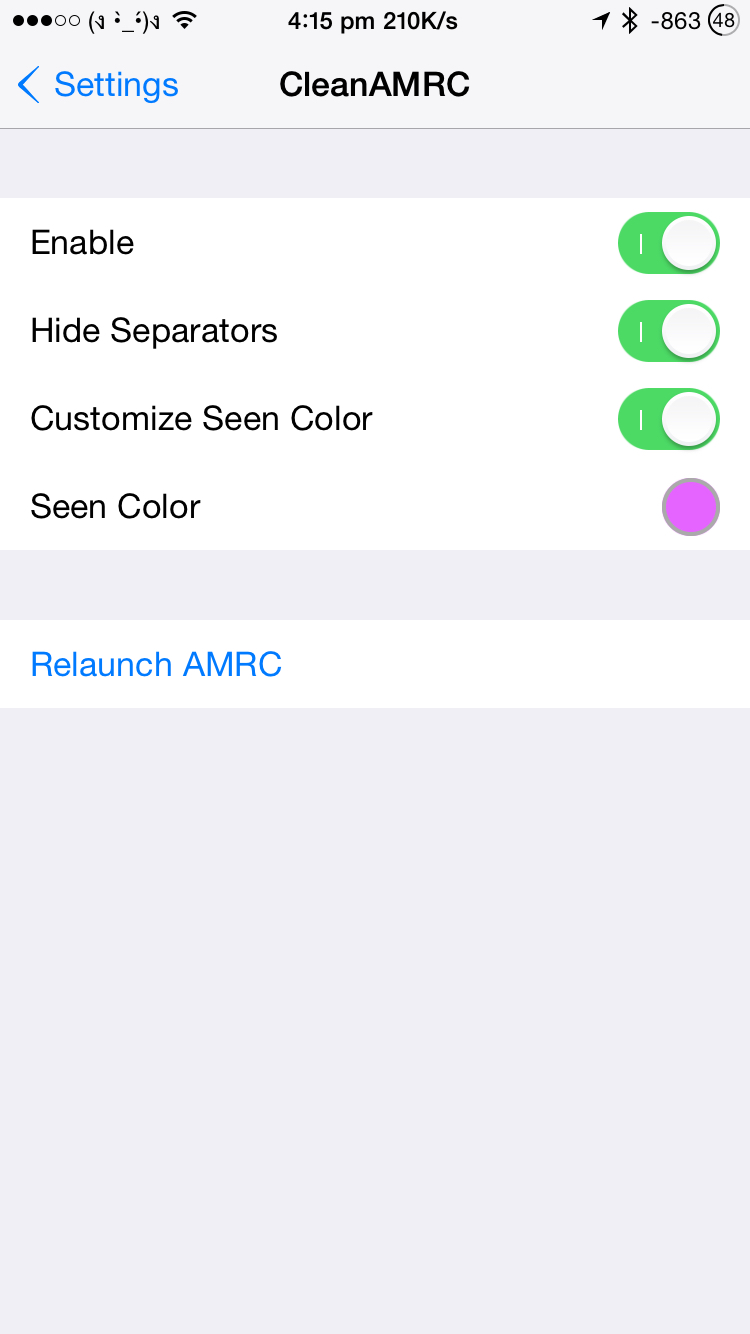 (ง •̀_•́)ง 4:15 pm 210K/s -863 48
Settings CleanAMRC
Enable
Hide Separators
Customize Seen Color
Seen Color
Relaunch AMRC